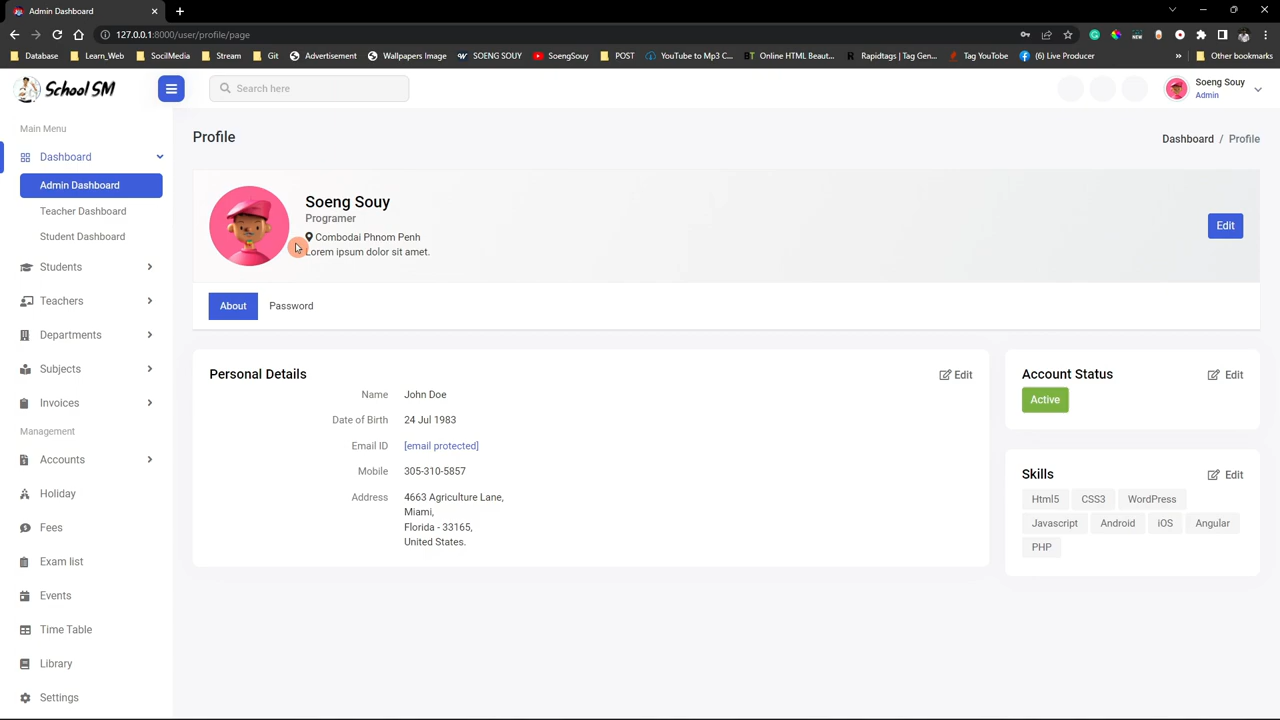 Admin Dashboard
127.0.0.1:8000/user/profile/page
Database
Learn_Web
SocilMedia
Stream
Git
Advertisement
Wallpapers Image
SOENG SOUY
SoengSouy
POST
YouTube to Mp3 C...
Online HTML Beaut...
Rapidtags | Tag Gen...
Tag YouTube
(6) Live Producer
Other bookmarks
School SM
Search here
Soeng Souy
Admin
Main Menu
Dashboard
Admin Dashboard
Teacher Dashboard
Student Dashboard
Students
Teachers
Departments
Subjects
Invoices
Management
Accounts
Holiday
Fees
Exam list
Events
Time Table
Library
Settings
Profile
Dashboard / Profile
Soeng Souy
Programer
Combodai Phnom Penh
Lorem ipsum dolor sit amet.
Edit
About
Password
Personal Details
Edit
Name John Doe
Date of Birth 24 Jul 1983
Email ID [email protected]
Mobile 305-310-5857
Address 4663 Agriculture Lane,
Miami,
Florida - 33165,
United States.
Account Status
Edit
Active
Skills
Edit
Html5 CSS3 WordPress
Javascript Android iOS Angular
PHP